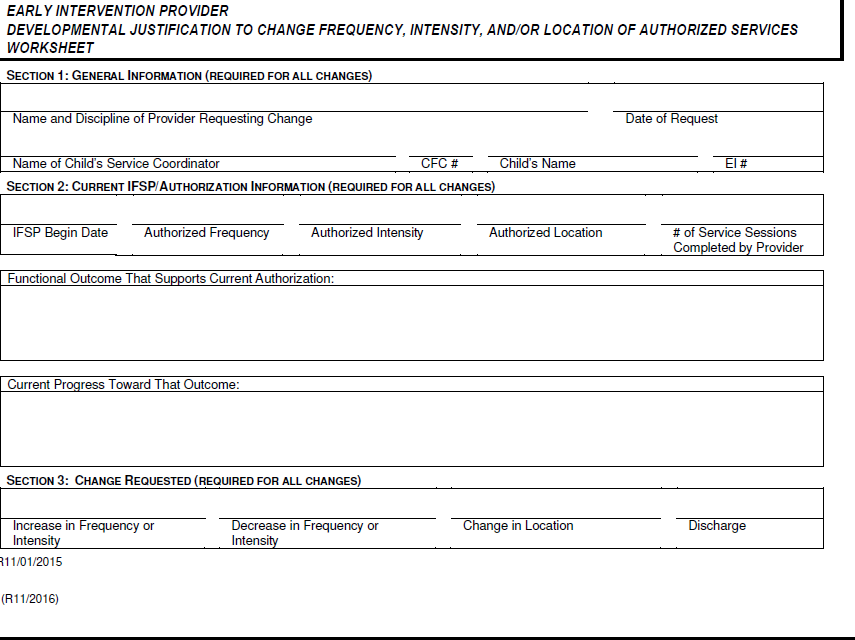 EARLY INTERVENTION PROVIDER
DEVELOPMENTAL JUSTIFICATION TO CHANGE FREQUENCY, INTENSITY, AND/OR LOCATION OF AUTHORIZED SERVICES
WORKSHEET
SECTION 1: GENERAL INFORMATION (REQUIRED FOR ALL CHANGES)
Name and Discipline of Provider Requesting Change Date of Request
Name of Child's Service Coordinator CFC # Child's Name EI #
SECTION 2: CURRENT IFSP/AUTHORIZATION INFORMATION (REQUIRED FOR ALL CHANGES)
IFSP Begin Date Authorized Frequency Authorized Intensity Authorized Location # of Service Sessions
Completed by Provider
Functional Outcome That Supports Current Authorization:
Current Progress Toward That Outcome:
SECTION 3: CHANGE REQUESTED (REQUIRED FOR ALL CHANGES)
Increase in Frequency or Decrease in Frequency or Change in Location Discharge
Intensity Intensity
R11/01/2015
(R11/2016)